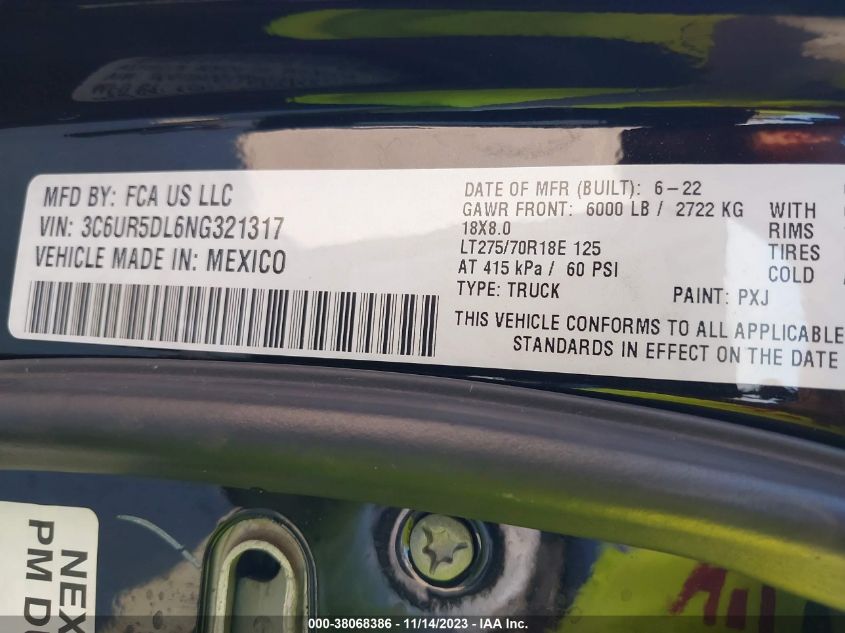 MFD BY: FCA US LLC
VIN: 3C6UR5DL6NG321317
VEHICLE MADE IN: MEXICO
DATE OF MFR (BUILT): 6-22
GAWR FRONT: 6000 LB / 2722 KG WITH
18X8.0 RIMS
LT275/70R18E 125 TIRES
AT 415 kPa / 60 PSI COLD
TYPE: TRUCK PAINT: PXJ
THIS VEHICLE CONFORMS TO ALL APPLICABLE
STANDARDS IN EFFECT ON THE DATE
NEX
PM D
000-38068386 - 11/14/2023 - IAA Inc.